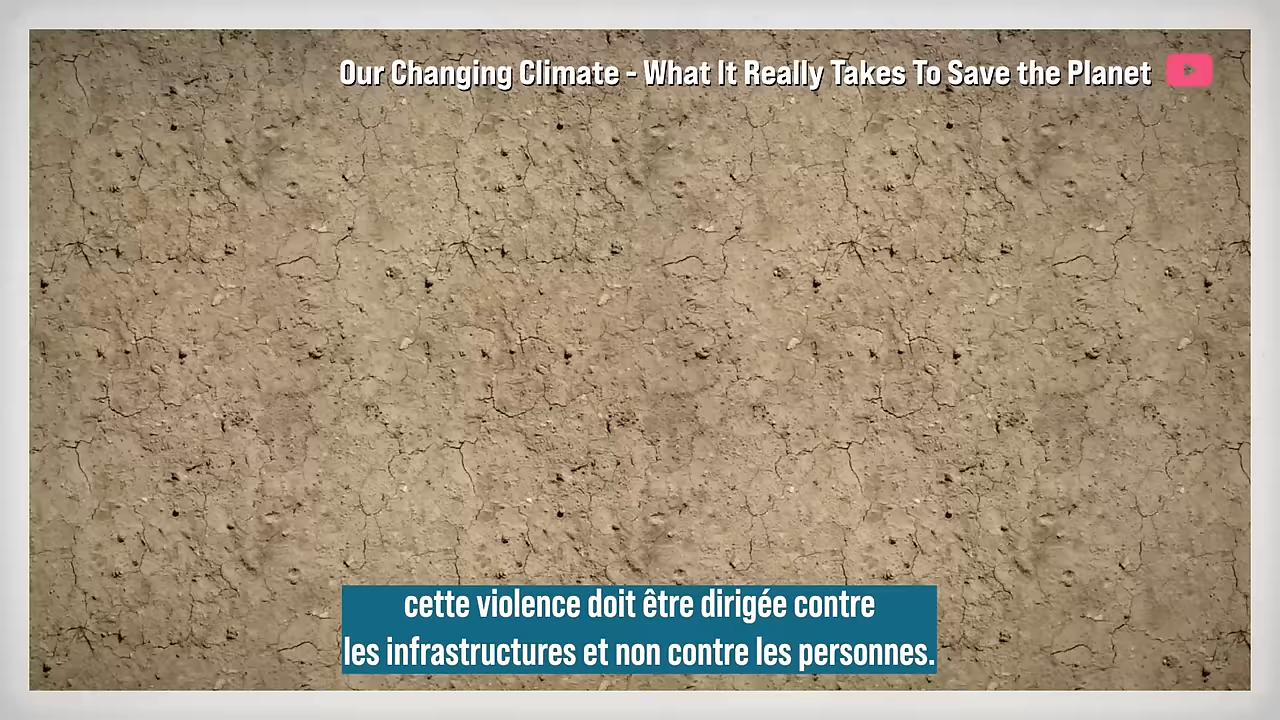 Our Changing Climate - What It Really Takes To Save the Planet
cette violence doit être dirigée contre
les infrastructures et non contre les personnes.